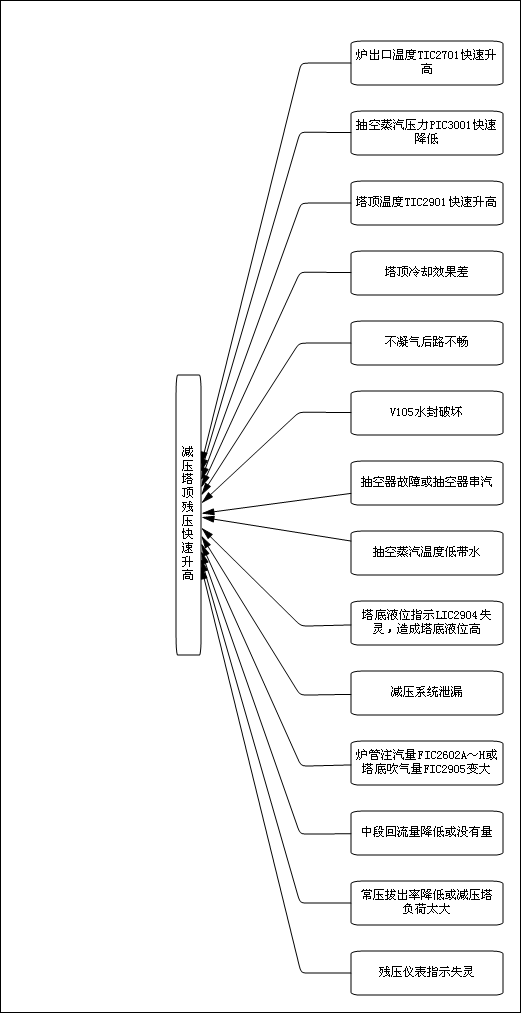 炉出口温度TIC2701快速升
高
抽空蒸汽压力PIC3001快速
降低
塔顶温度TIC2901快速升高
塔顶冷却效果差
不凝气后路不畅
V105水封破坏
减压塔顶残压快速升高
抽空器故障或抽空器串汽
抽空蒸汽温度低带水
塔底液位指示LIC2904失
灵，造成塔底液位高
减压系统泄漏
炉管注汽量FIC2602A～H或
塔底吹气量FIC2905变大
中段回流量降低或没有量
常压拔出率降低或减压塔
负荷太大
残压仪表指示失灵